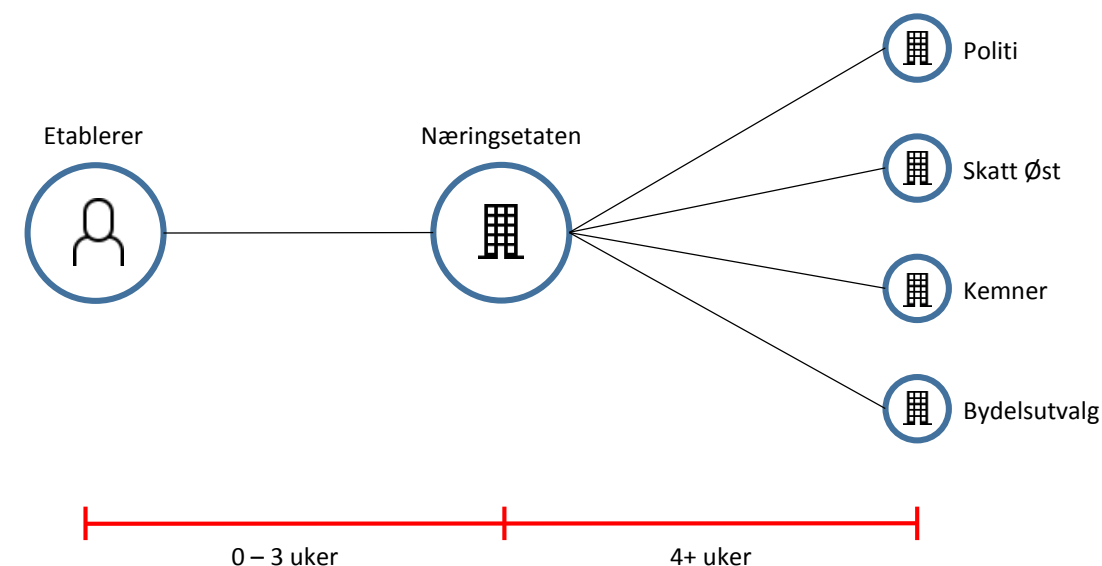 Politi
Etablerer
Næringsetaten
Skatt Øst
Kemner
Bydelsutvalg
0 – 3 uker
4+ uker